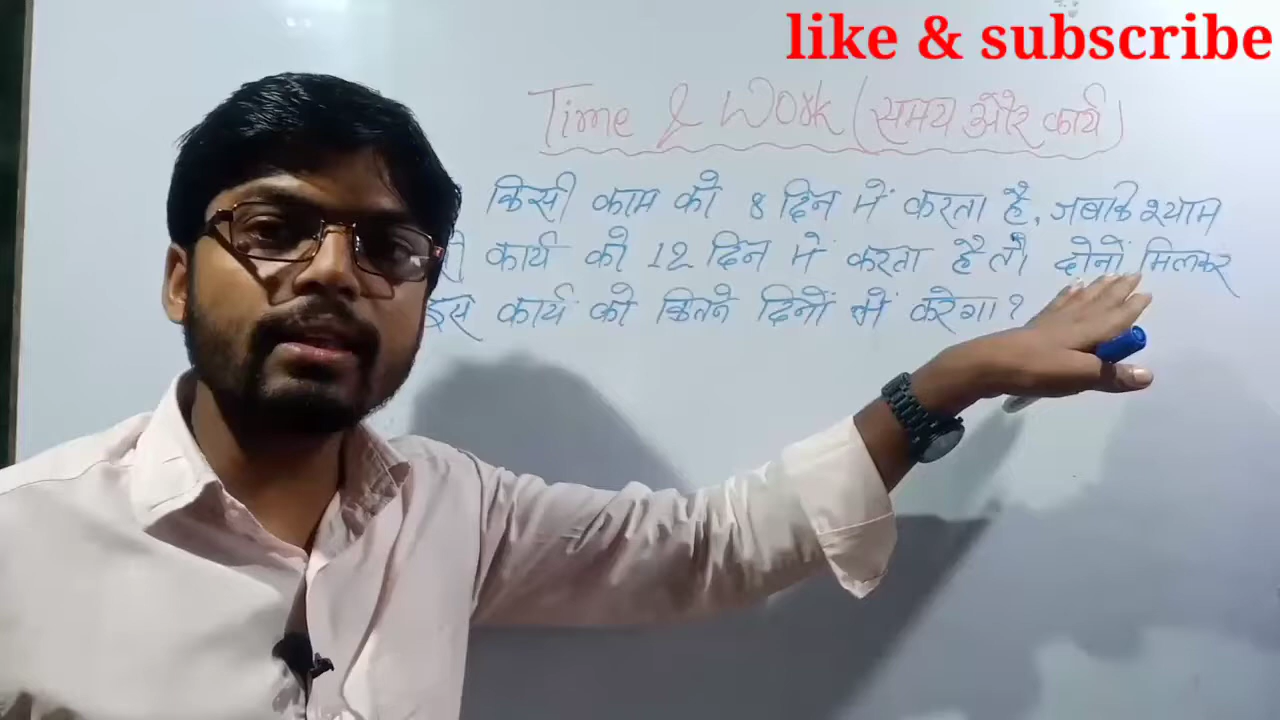 like & subscribe
Time & Work (समय और कार्य)
किसी काम को 8 दिन में करता है, जबकि श्याम
कार्य को 12 दिन में करता है तो दोनों मिलकर
इस कार्य को कितने दिनों में करेगा?